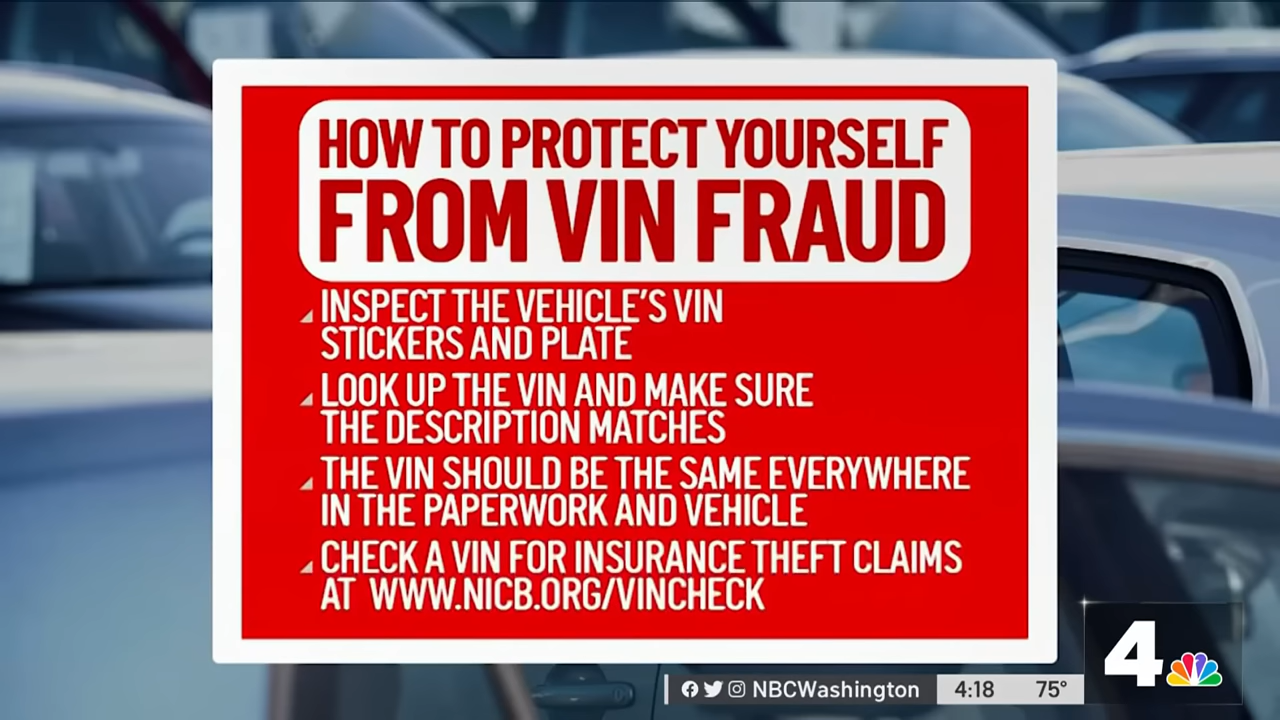 HOW TO PROTECT YOURSELF
FROM VIN FRAUD
INSPECT THE VEHICLE'S VIN
STICKERS AND PLATE
LOOK UP THE VIN AND MAKE SURE
THE DESCRIPTION MATCHES
THE VIN SHOULD BE THE SAME EVERYWHERE
IN THE PAPERWORK AND VEHICLE
CHECK A VIN FOR INSURANCE THEFT CLAIMS
AT WWW.NICB.ORG/VINCHECK
4
NBCWashington 4:18 75°